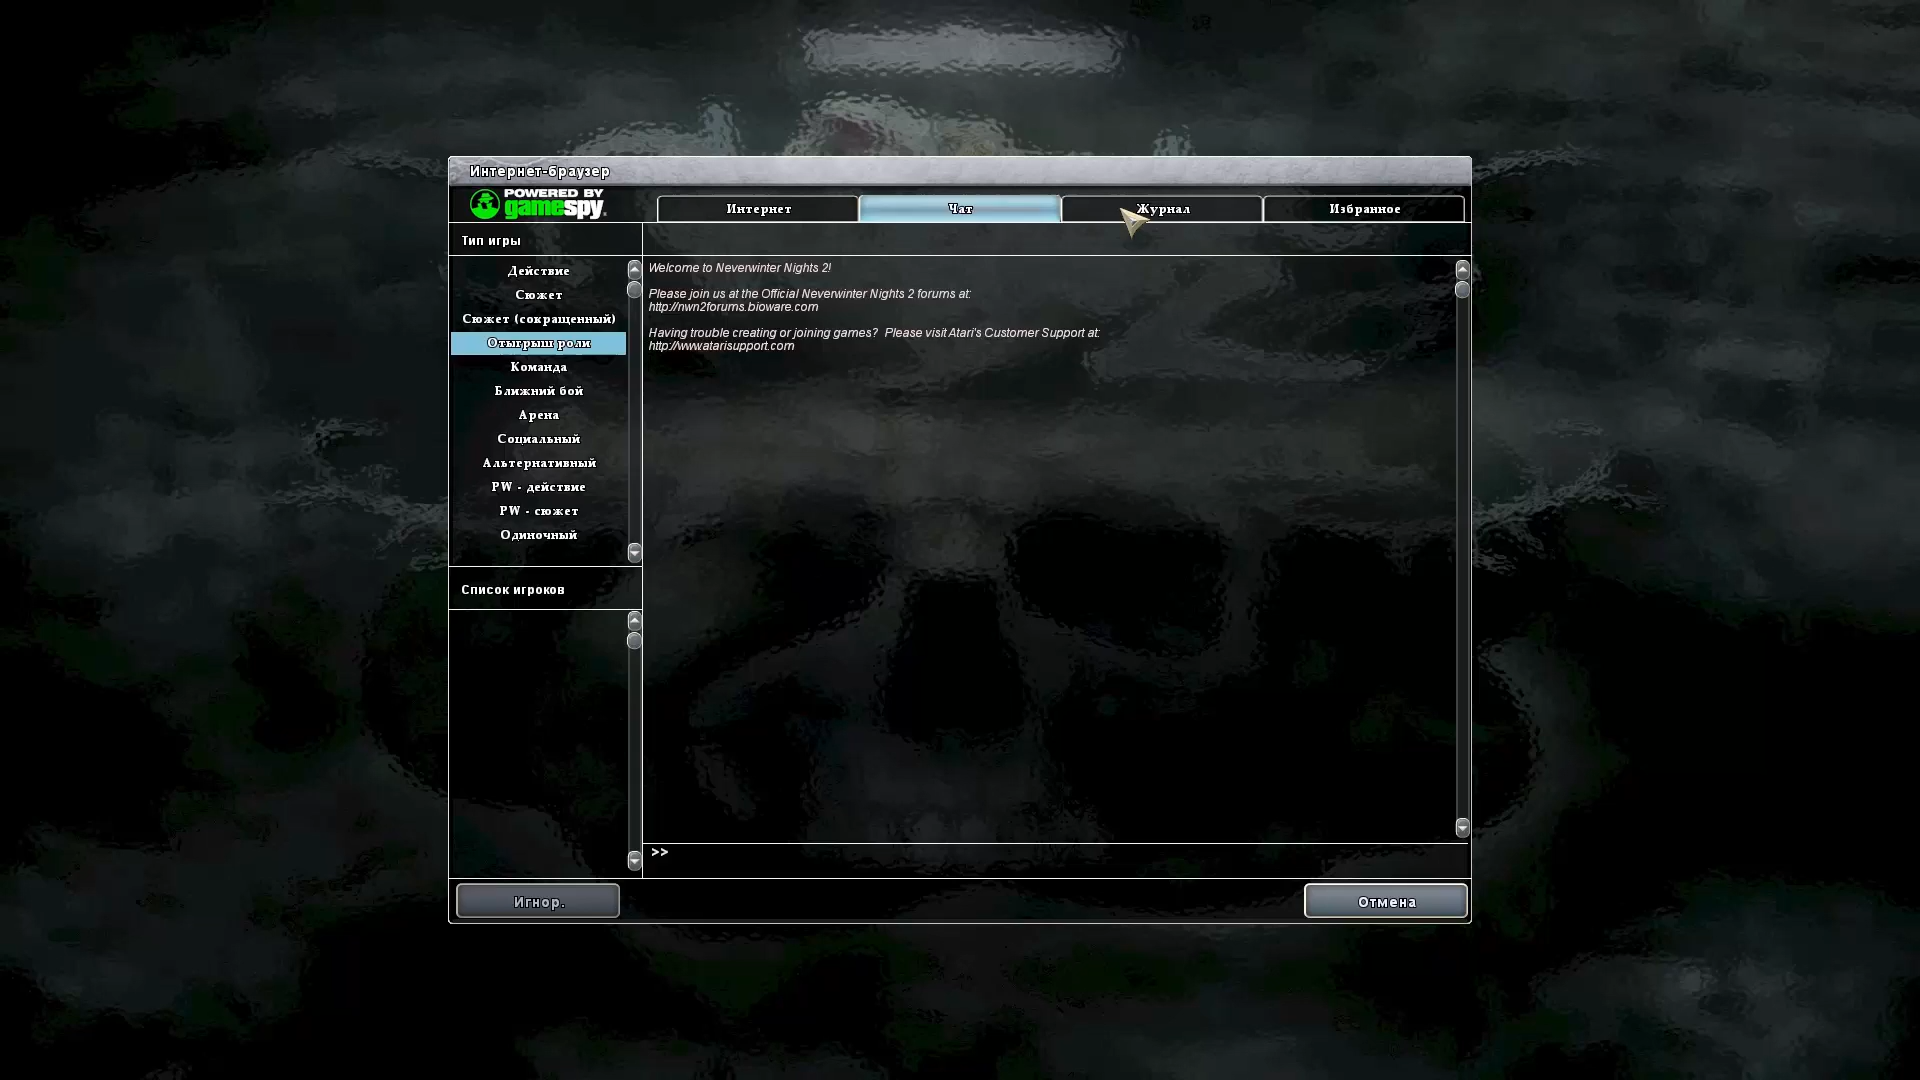 Интернет-браузер
POWERED BY
gamespy
Интернет
Чат
Журнал
Избранное
Тип игры
Действие
Сюжет
Сюжет (сокращенный)
Отыгрыш роли
Команда
Ближний бой
Арена
Социальный
Альтернативный
PW - действие
PW - сюжет
Одиночный
Список игроков
Welcome to Neverwinter Nights 2!
Please join us at the Official Neverwinter Nights 2 forums at:
http://nwn2forums.bioware.com
Having trouble creating or joining games?  Please visit Atari's Customer Support at:
http://www.atarisupport.com
>>
Игнор.
Отмена